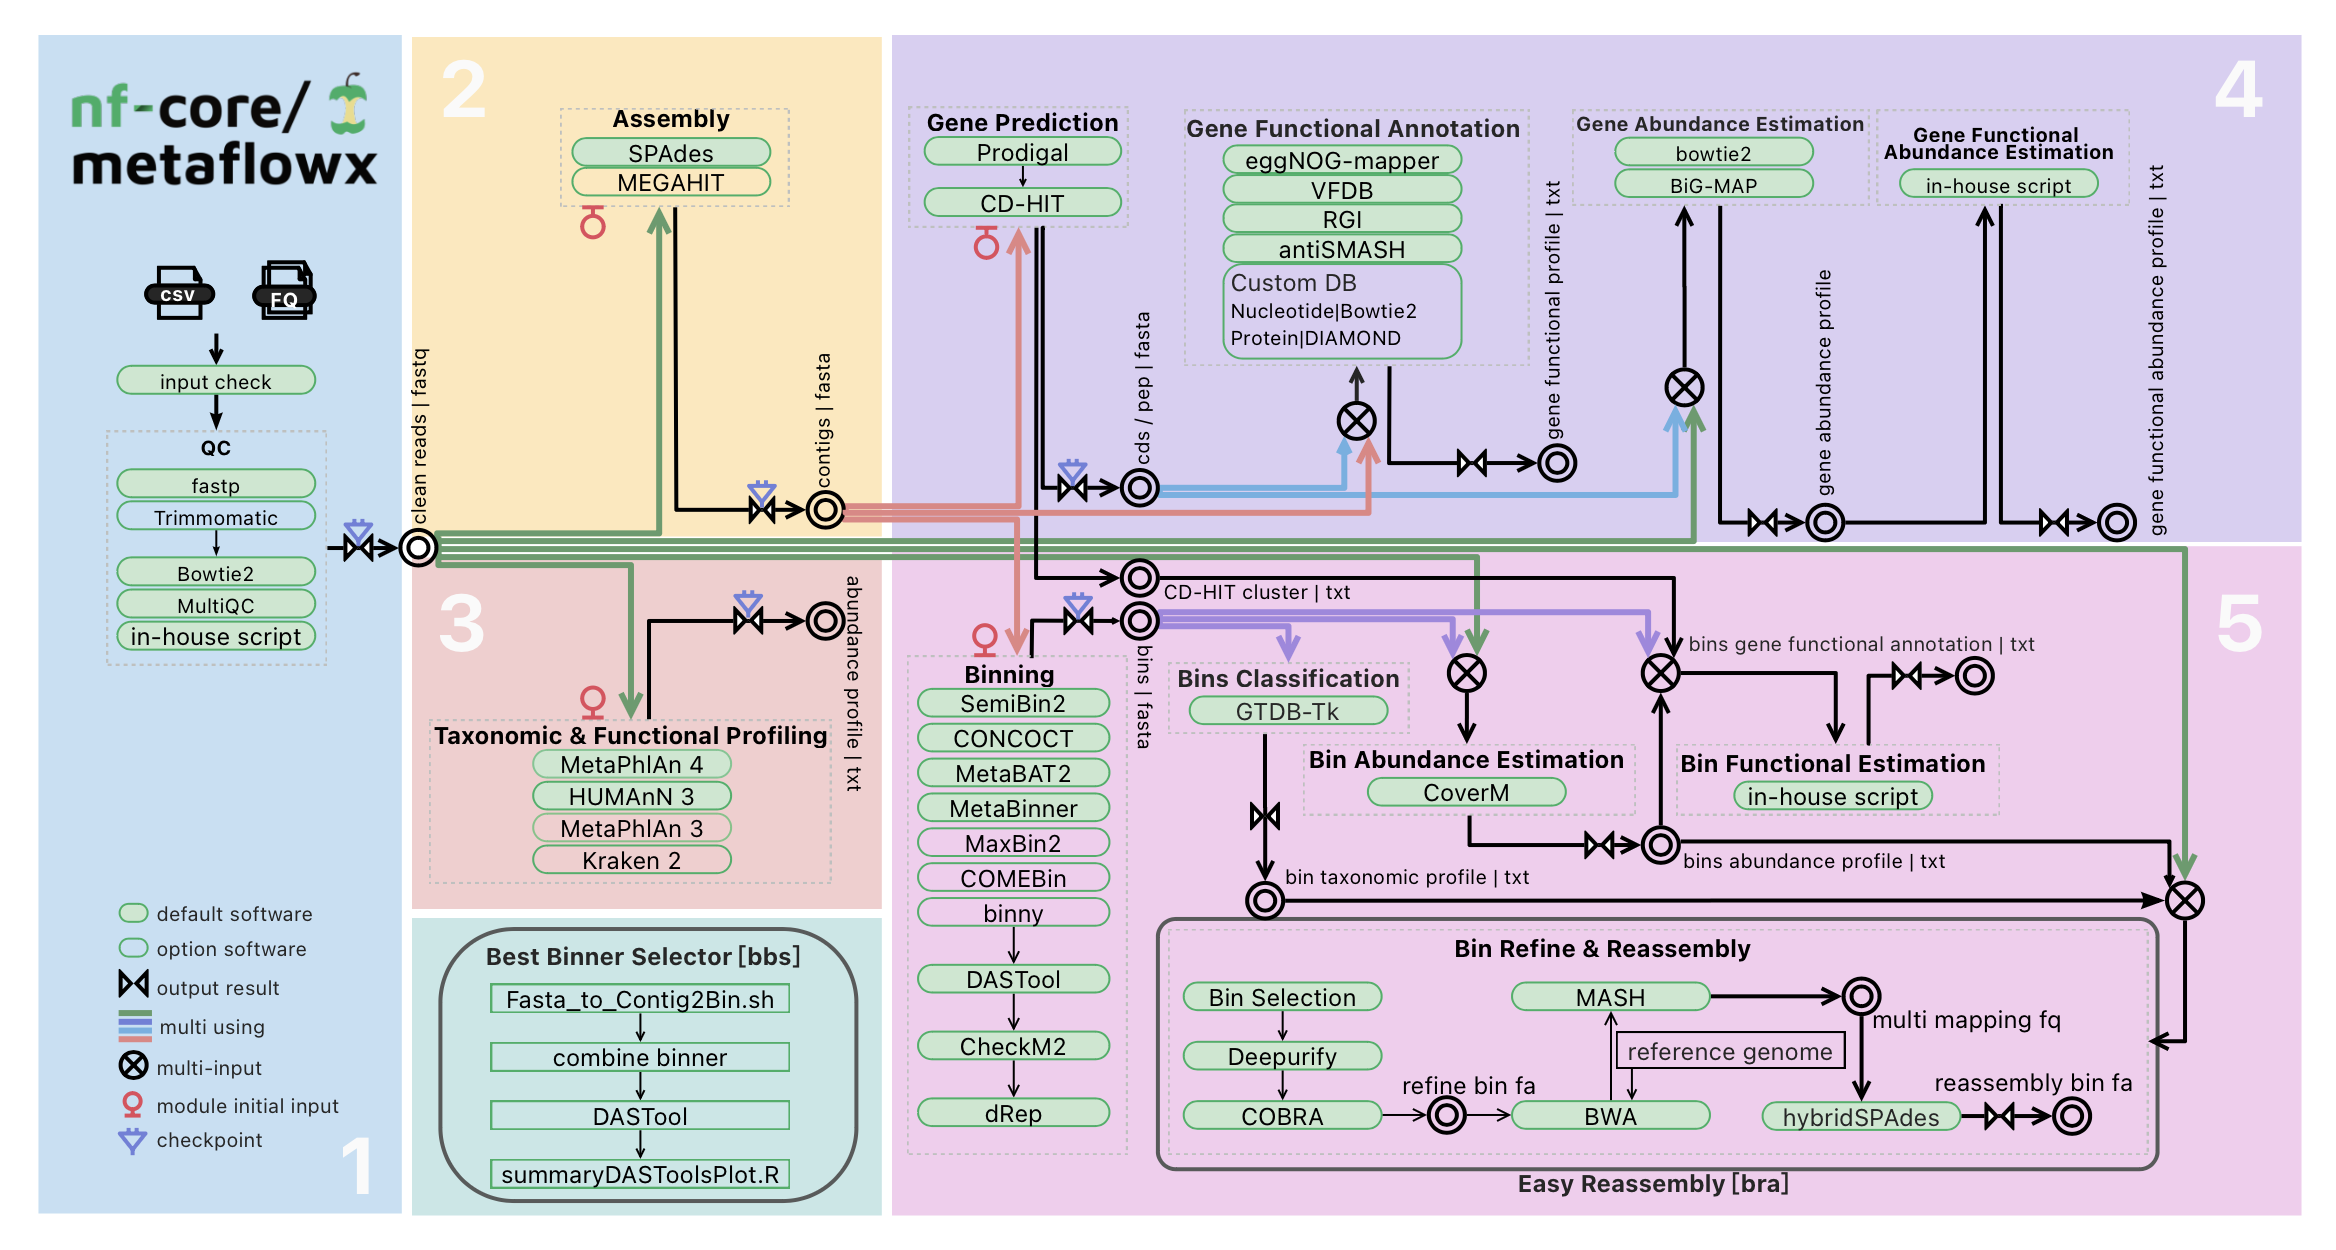 nf-core/
metaflowx
csv
FQ
input check
QC
fastp
Trimmomatic
Bowtie2
MultiQC
in-house script
default software
option software
output result
multi using
multi-input
module initial input
checkpoint
1
clean reads | fastq
2
Assembly
SPAdes
MEGAHIT
contigs | fasta
3
abundance profile | txt
Taxonomic & Functional Profiling
MetaPhlAn 4
HUMAnN 3
MetaPhlAn 3
Kraken 2
Best Binner Selector [bbs]
Fasta_to_Contig2Bin.sh
combine binner
DASTool
summaryDASToolsPlot.R
4
Gene Prediction
Prodigal
CD-HIT
cds / pep | fasta
Gene Functional Annotation
eggNOG-mapper
VFDB
RGI
antiSMASH
Custom DB
Nucleotide|Bowtie2
Protein|DIAMOND
gene functional profile | txt
Gene Abundance Estimation
bowtie2
BiG-MAP
gene abundance profile
Gene Functional
Abundance Estimation
in-house script
gene functional abundance profile | txt
5
CD-HIT cluster | txt
bins | fasta
Binning
SemiBin2
CONCOCT
MetaBAT2
MetaBinner
MaxBin2
COMEBin
binny
DASTool
CheckM2
dRep
Bins Classification
GTDB-Tk
bins gene functional annotation | txt
Bin Abundance Estimation
CoverM
Bin Functional Estimation
in-house script
bins abundance profile | txt
bin taxonomic profile | txt
Bin Refine & Reassembly
Bin Selection
Deepurify
COBRA
refine bin fa
MASH
reference genome
BWA
multi mapping fq
hybridSPAdes
reassembly bin fa
Easy Reassembly [bra]